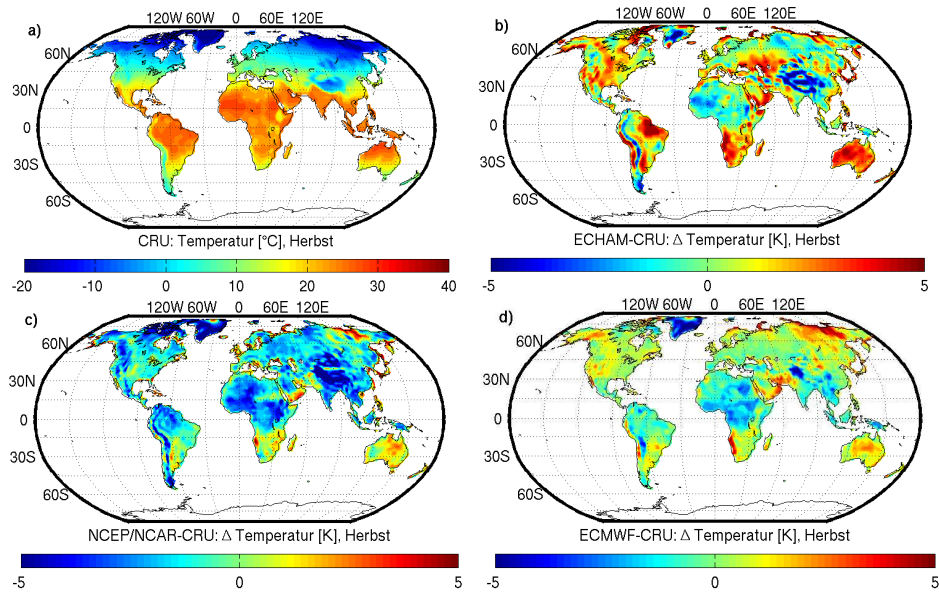 120W 60W 0 60E 120E
a)
60N
30N
0
30S
60S
CRU: Temperatur [°C], Herbst
-20 -10 0 10 20 30 40
120W 60W 0 60E 120E
b)
60N
30N
0
30S
60S
ECHAM-CRU: Δ Temperatur [K], Herbst
-5 0 5
120W 60W 0 60E 120E
c)
60N
30N
0
30S
60S
NCEP/NCAR-CRU: Δ Temperatur [K], Herbst
-5 0 5
120W 60W 0 60E 120E
d)
60N
30N
0
30S
60S
ECMWF-CRU: Δ Temperatur [K], Herbst
-5 0 5